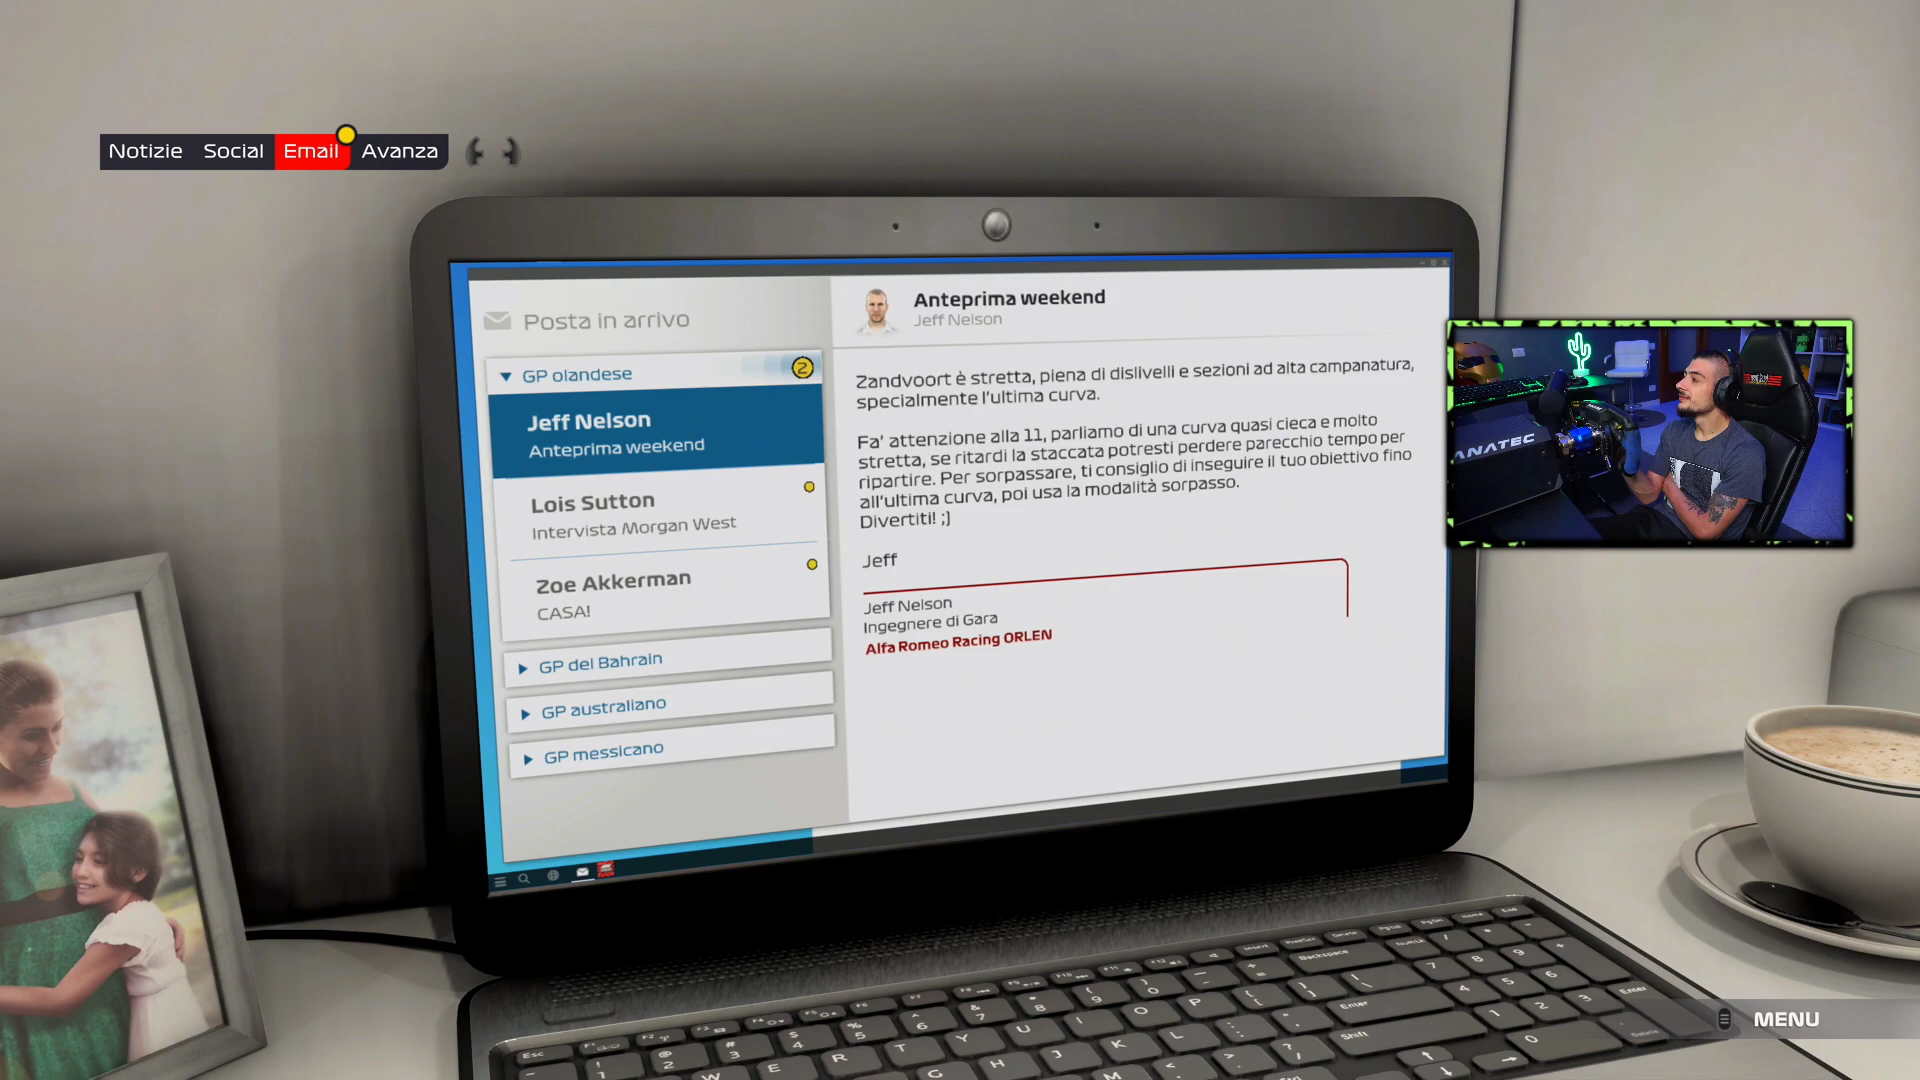 Notizie Social Email Avanza
Posta in arrivo
GP olandese 2
Jeff Nelson
Anteprima weekend
Lois Sutton
Intervista Morgan West
Zoe Akkerman
CASA!
GP del Bahrain
GP australiano
GP messicano
Anteprima weekend
Jeff Nelson
Zandvoort è stretta, piena di dislivelli e sezioni ad alta campanatura,
specialmente l'ultima curva.
Fa' attenzione alla 11, parliamo di una curva quasi cieca e molto
stretta, se ritardi la staccata potresti perdere parecchio tempo per
ripartire. Per sorpassare, ti consiglio di inseguire il tuo obiettivo fino
all'ultima curva, poi usa la modalità sorpasso.
Divertiti! ;)
Jeff
Jeff Nelson
Ingegnere di Gara
Alfa Romeo Racing ORLEN
ANATEC
Backspace
Enter
Shift
Esc
MENU